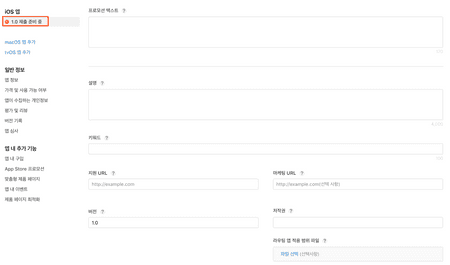 iOS 앱
1.0 제출 준비 중
macOS 앱 추가
tvOS 앱 추가
일반 정보
앱 정보
가격 및 사용 가능 여부
앱이 수집하는 개인정보
평가 및 리뷰
버전 기록
앱 심사
앱 내 추가 기능
앱 내 구입
App Store 프로모션
맞춤형 제품 페이지
앱 내 이벤트
제품 페이지 최적화
프로모션 텍스트 ?
설명 ?
키워드 ?
지원 URL ?
http://example.com
마케팅 URL ?
http://example.com(선택 사항)
버전 ?
1.0
저작권 ?
라우팅 앱 적용 범위 파일 ?
파일 선택 (선택사항)